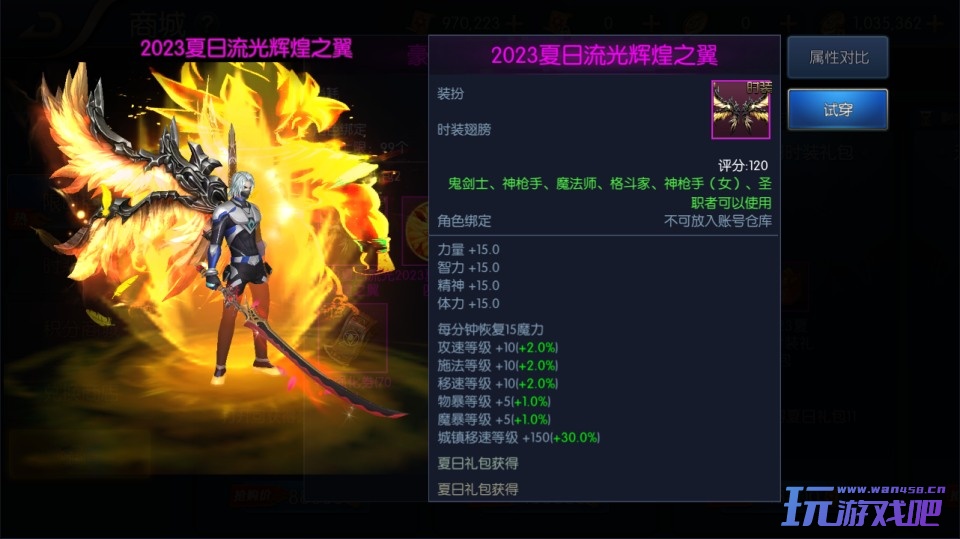 商城
?
970,223
0
0
1,035,362
2023夏日流光辉煌之翼
2023夏日流光辉煌之翼
属性对比
试穿
装扮
时装
时装翅膀
评分:120
鬼剑士、神枪手、魔法师、格斗家、神枪手（女）、圣
职者可以使用
角色绑定
不可放入账号仓库
力量 +15.0
智力 +15.0
精神 +15.0
体力 +15.0
每分钟恢复15魔力
攻速等级 +10(+2.0%)
施法等级 +10(+2.0%)
移速等级 +10(+2.0%)
物暴等级 +5(+1.0%)
魔暴等级 +5(+1.0%)
城镇移速等级 +150(+30.0%)
夏日礼包获得
夏日礼包获得
www.wan458.cn
玩游戏吧